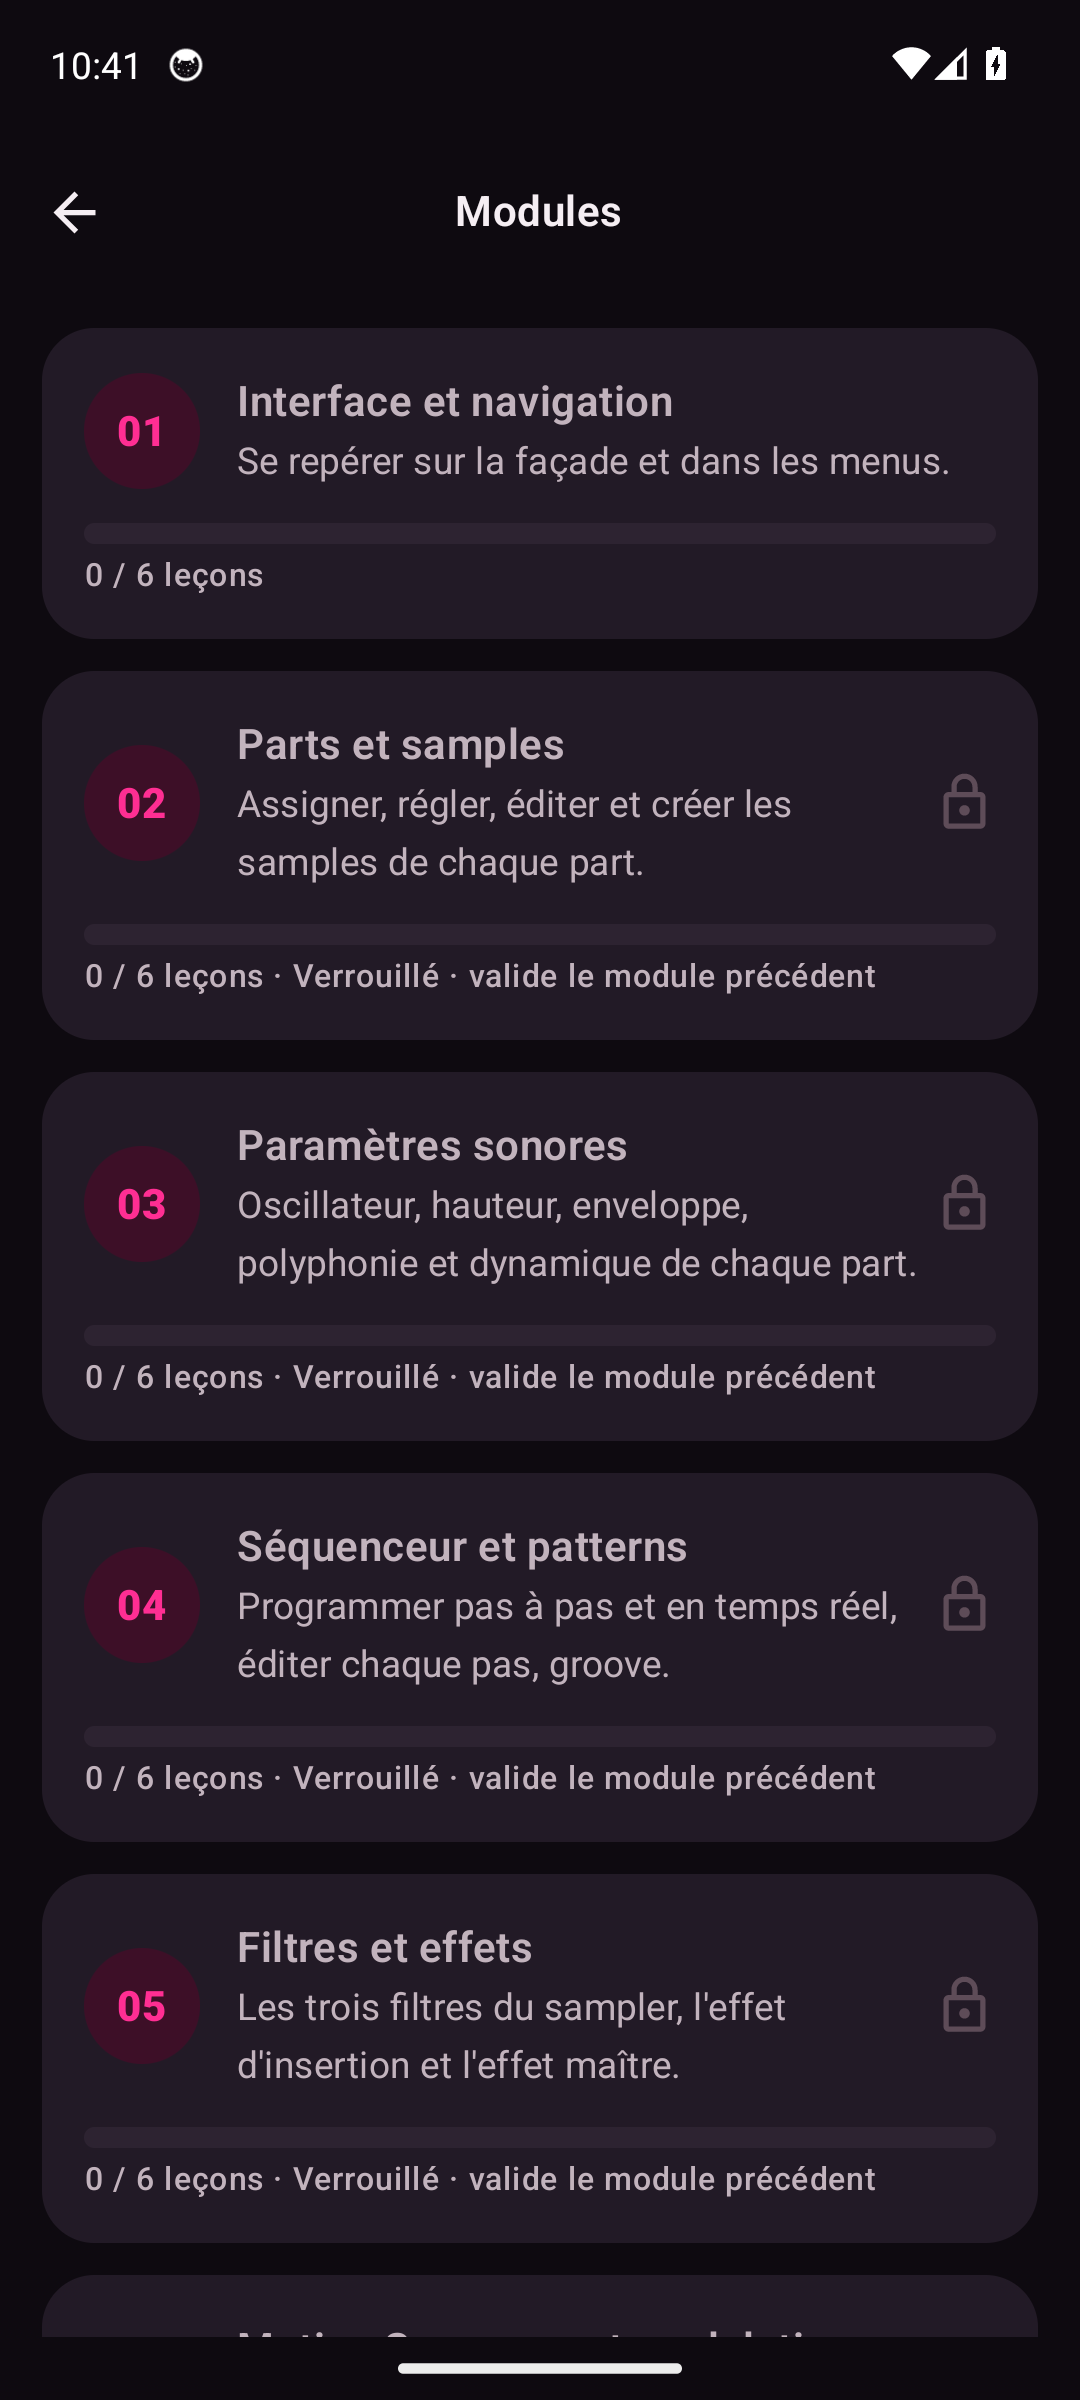 10:41
Modules
01
Interface et navigation
Se repérer sur la façade et dans les menus.
0 / 6 leçons
02
Parts et samples
Assigner, régler, éditer et créer les
samples de chaque part.
0 / 6 leçons · Verrouillé · valide le module précédent
03
Paramètres sonores
Oscillateur, hauteur, enveloppe,
polyphonie et dynamique de chaque part.
0 / 6 leçons · Verrouillé · valide le module précédent
04
Séquenceur et patterns
Programmer pas à pas et en temps réel,
éditer chaque pas, groove.
0 / 6 leçons · Verrouillé · valide le module précédent
05
Filtres et effets
Les trois filtres du sampler, l'effet
d'insertion et l'effet maître.
0 / 6 leçons · Verrouillé · valide le module précédent